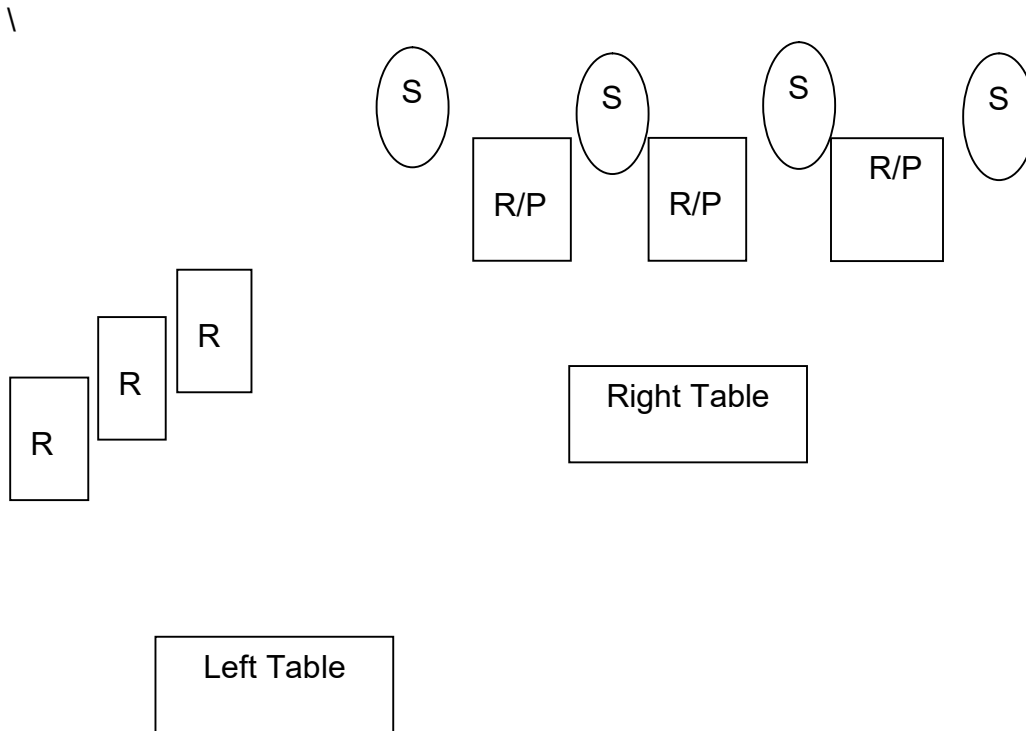 \
S S S S
R/P R/P R/P
R
R
R
Right Table
Left Table